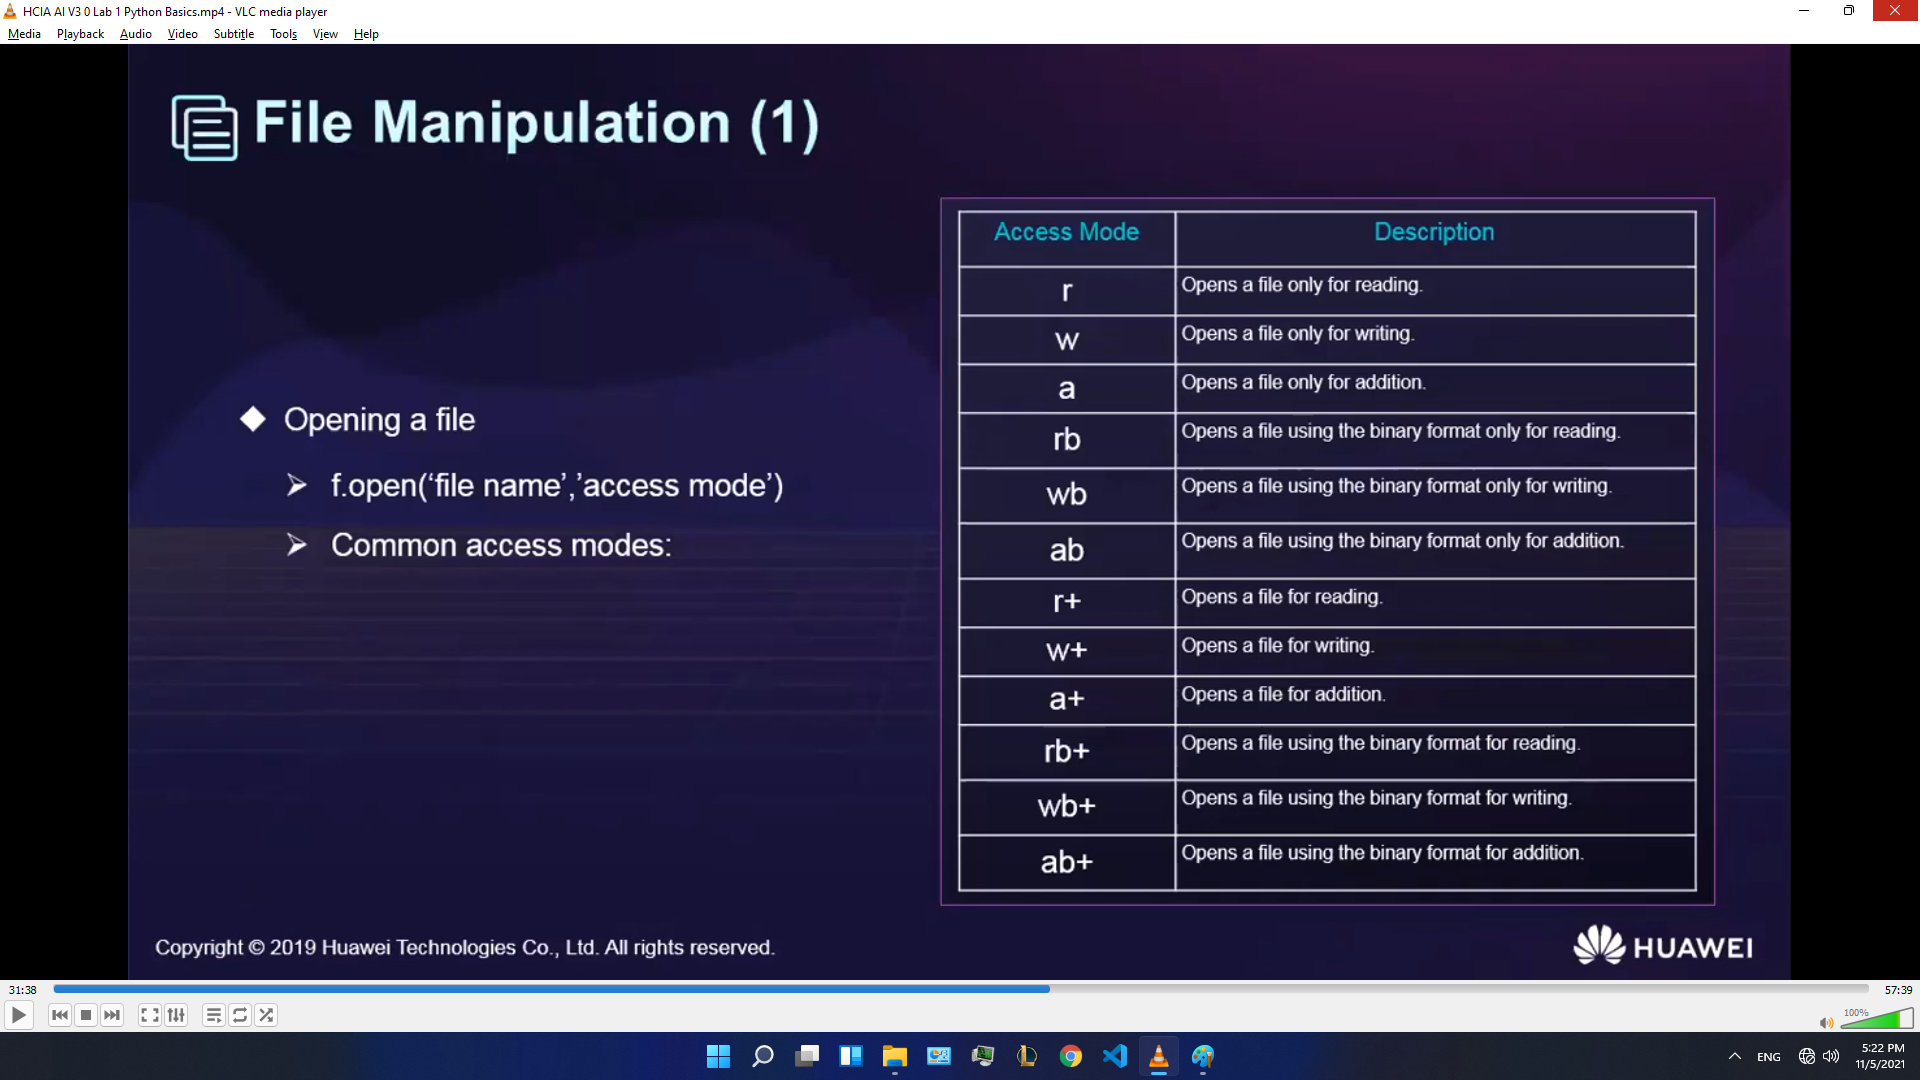 HCIA AI V3 0 Lab 1 Python Basics.mp4 - VLC media player
Media Playback Audio Video Subtitle Tools View Help
File Manipulation (1)
Opening a file
f.open(‘file name’,’access mode’)
Common access modes:
Access Mode Description
r Opens a file only for reading.
w Opens a file only for writing.
a Opens a file only for addition.
rb Opens a file using the binary format only for reading.
wb Opens a file using the binary format only for writing.
ab Opens a file using the binary format only for addition.
r+ Opens a file for reading.
w+ Opens a file for writing.
a+ Opens a file for addition.
rb+ Opens a file using the binary format for reading.
wb+ Opens a file using the binary format for writing.
ab+ Opens a file using the binary format for addition.
Copyright © 2019 Huawei Technologies Co., Ltd. All rights reserved.
HUAWEI
31:38 57:39
100%
ENG
5:22 PM
11/5/2021